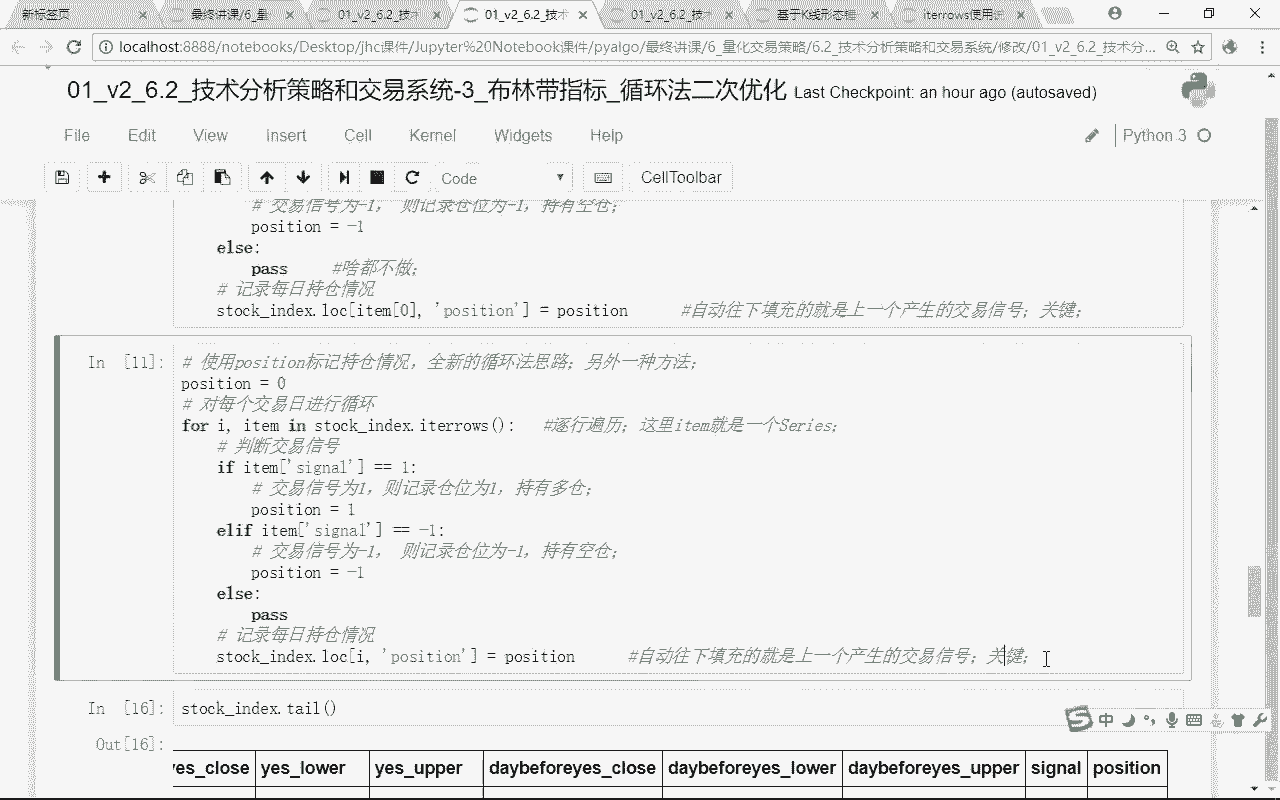 新标签页
最终讲课/6_量
01_v2_6.2_技术
01_v2_6.2_技术
01_v2_6.2_技术
基于K线形态
iterrows使用
localhost:8888/notebooks/Desktop/jhc课件/Jupyter%20Notebook课件/pyalgo/最终讲课/6_量化交易策略/6.2_技术分析策略和交易系统/修改/01_v2_6.2_技术分...
01_v2_6.2_技术分析策略和交易系统-3_布林带指标_循环法二次优化 Last Checkpoint: an hour ago (autosaved)
File Edit View Insert Cell Kernel Widgets Help
Python 3
Code
CellToolbar
# 交易信号为-1， 则记录仓位为-1，持有空仓；
position = -1
else:
pass #啥都不做；
# 记录每日持仓情况
stock_index.loc[item[0], 'position'] = position #自动往下填充的就是上一个产生的交易信号；关键；
In [11]: # 使用position标记持仓情况，全新的循环法思路；另外一种方法；
position = 0
# 对每个交易日进行循环
for i, item in stock_index.iterrows(): #逐行遍历；这里item就是一个Series；
# 判断交易信号
if item['signal'] == 1:
# 交易信号为1，则记录仓位为1，持有多仓；
position = 1
elif item['signal'] == -1:
# 交易信号为-1， 则记录仓位为-1，持有空仓；
position = -1
else:
pass
# 记录每日持仓情况
stock_index.loc[i, 'position'] = position #自动往下填充的就是上一个产生的交易信号；关键；
In [16]: stock_index.tail()
中
Out[16]:
yes_close yes_lower yes_upper daybeforeyes_close daybeforeyes_lower daybeforeyes_upper signal position